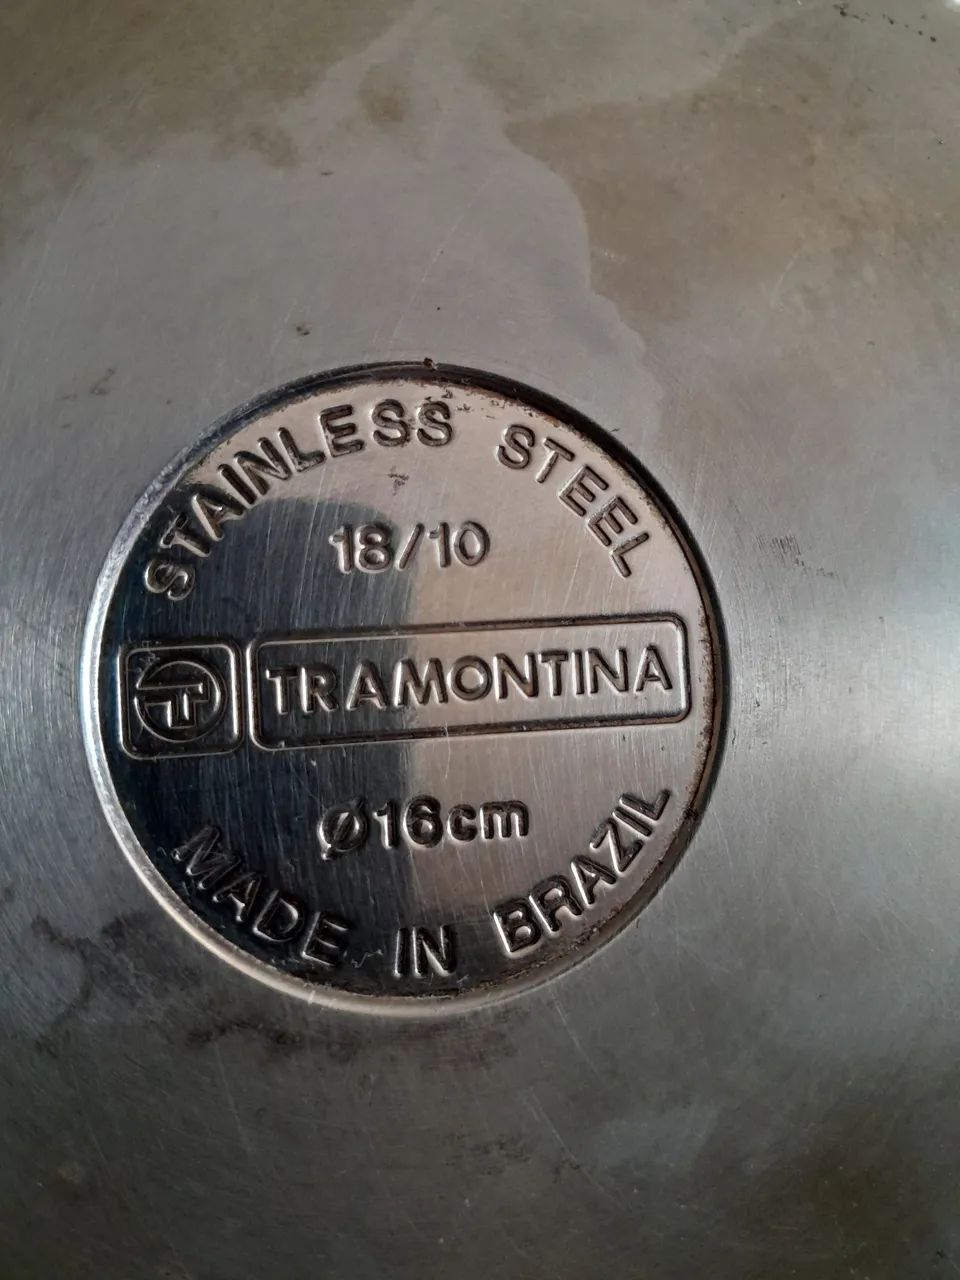 STAINLESS STEEL
18/10
T TRAMONTINA
Ø16cm
MADE IN BRAZIL